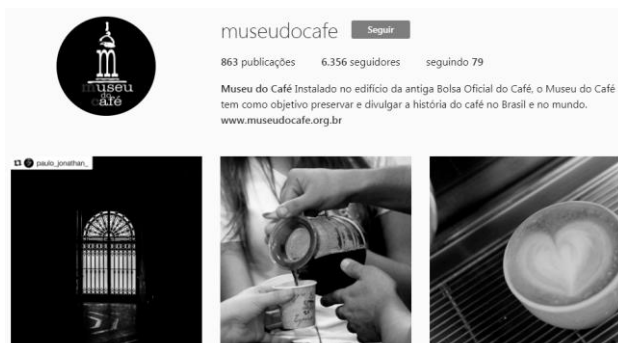 museudocafe Seguir
863 publicações 6.356 seguidores seguindo 79
museu
do
café
Museu do Café Instalado no edifício da antiga Bolsa Oficial do Café, o Museu do Café
tem como objetivo preservar e divulgar a história do café no Brasil e no mundo.
www.museudocafe.org.br
paulo_jonathan_